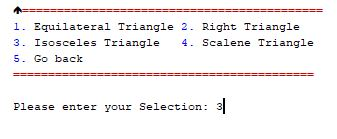 ==========================================
1. Equilateral Triangle 2. Right Triangle
3. Isosceles Triangle   4. Scalene Triangle
5. Go back
==========================================

Please enter your Selection: 3